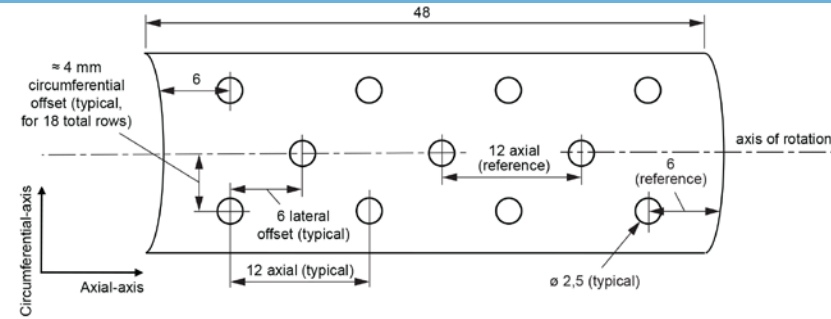 48
≈ 4 mm
circumferential
offset (typical,
for 18 total rows)
6
12 axial
(reference)
axis of rotation
6
(reference)
6 lateral
offset (typical)
12 axial (typical)
ø 2,5 (typical)
Circumferential-axis
Axial-axis